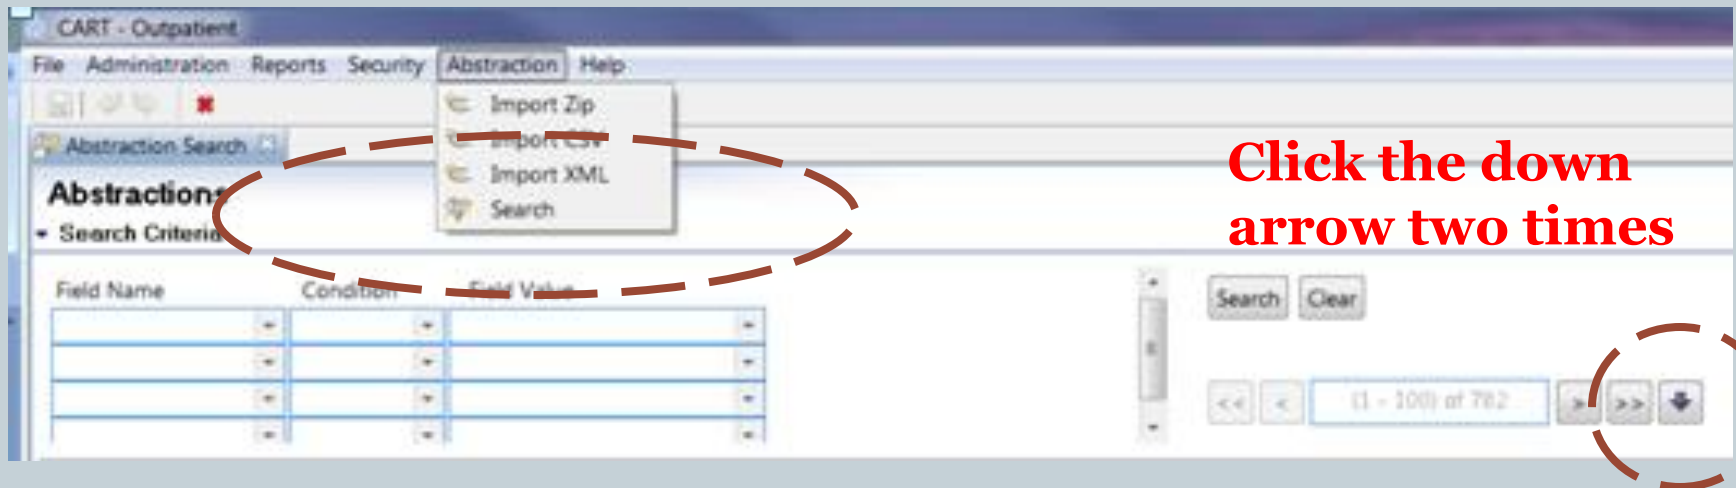 CART - Outpatient
File Administration Reports Security Abstraction Help
Import Zip
Import CSV
Import XML
Search
Abstraction Search
Abstractions
Search Criteria
Click the down
arrow two times
Field Name Condition Field Value
Search Clear
<< < (1 - 100) of 782 > >>